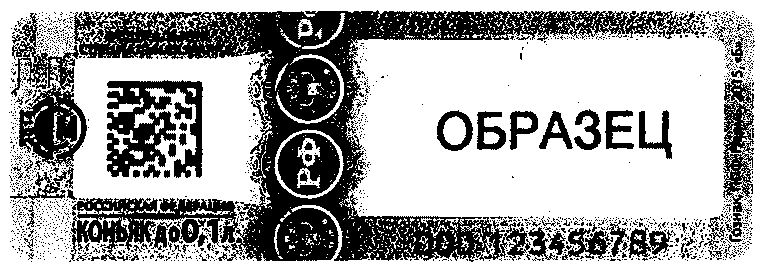 ОБРАЗЕЦ
РФ
РОССИЙСКАЯ ФЕДЕРАЦИЯ
КОНЬЯК до 0,1 л.
000 123456789